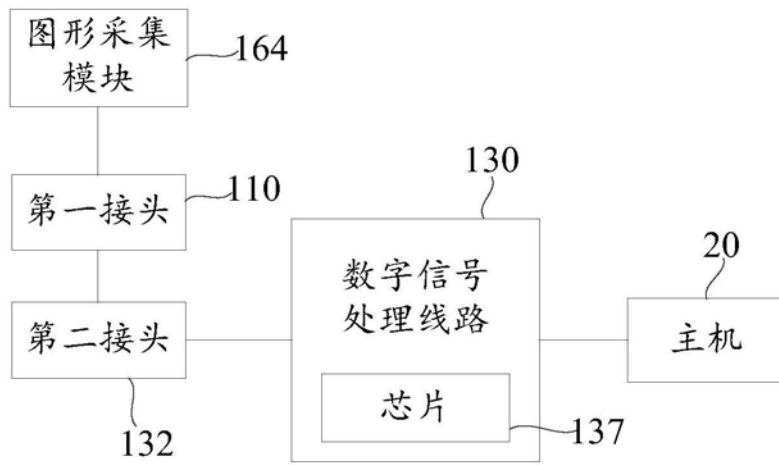 图形采集
模块
164
第一接头
110
第二接头
132
130
数字信号
处理线路
芯片
137
20
主机